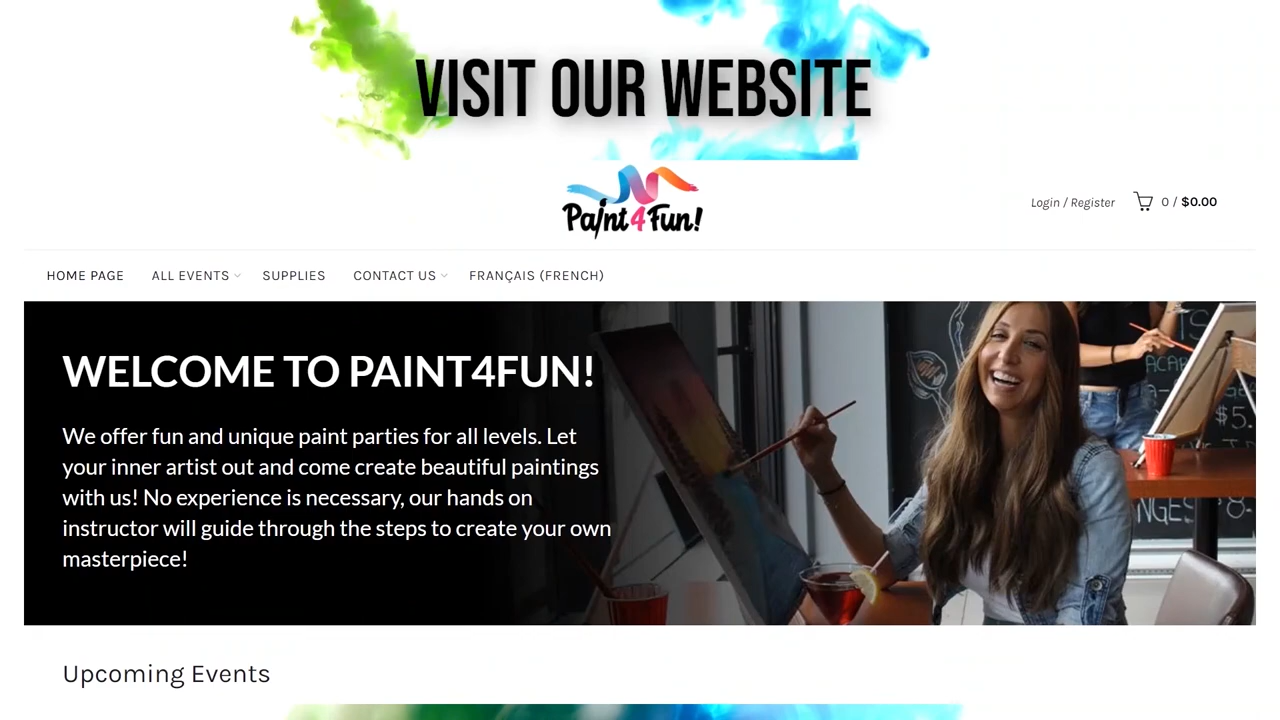 VISIT OUR WEBSITE
Paint4Fun!
Login / Register
0 / $0.00
HOME PAGE
ALL EVENTS
SUPPLIES
CONTACT US
FRANÇAIS (FRENCH)
WELCOME TO PAINT4FUN!
We offer fun and unique paint parties for all levels. Let
your inner artist out and come create beautiful paintings
with us! No experience is necessary, our hands on
instructor will guide through the steps to create your own
masterpiece!
$5.
NGES 8-
Upcoming Events